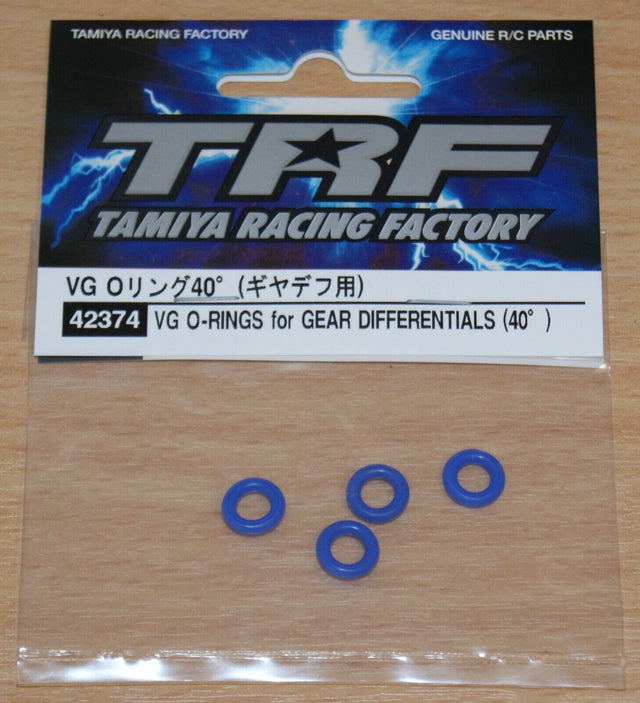 TAMIYA RACING FACTORY
GENUINE R/C PARTS
TRF
TAMIYA RACING FACTORY
VG Oリング40°(ギヤデフ用)
42374 VG O-RINGS for GEAR DIFFERENTIALS (40°)